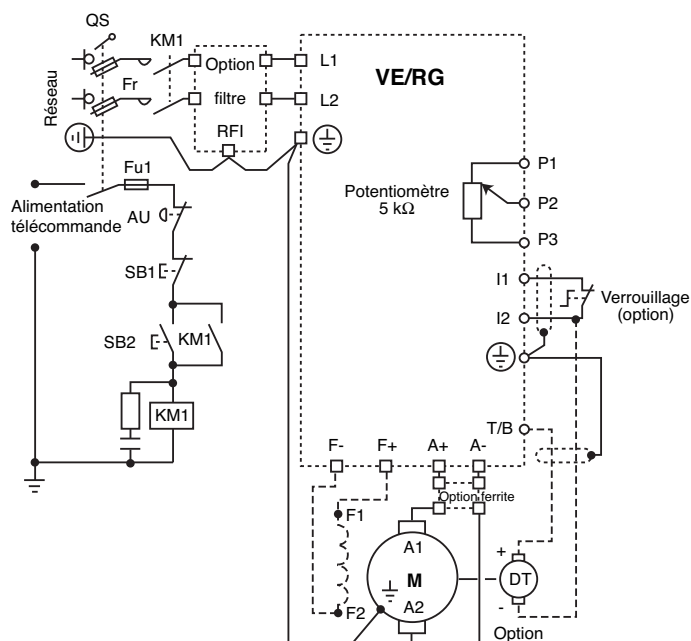 QS
KM1
Réseau
Fr
Option
filtre
RFI
L1
L2
VE/RG
Fu1
Alimentation
télécommande
AU
SB1
SB2
KM1
KM1
Potentiomètre
5 kΩ
P1
P2
P3
I1
I2
Verrouillage
(option)
T/B
F-
F+
A+
A-
Option ferrite
F1
F2
A1
M
A2
+
DT
-
Option